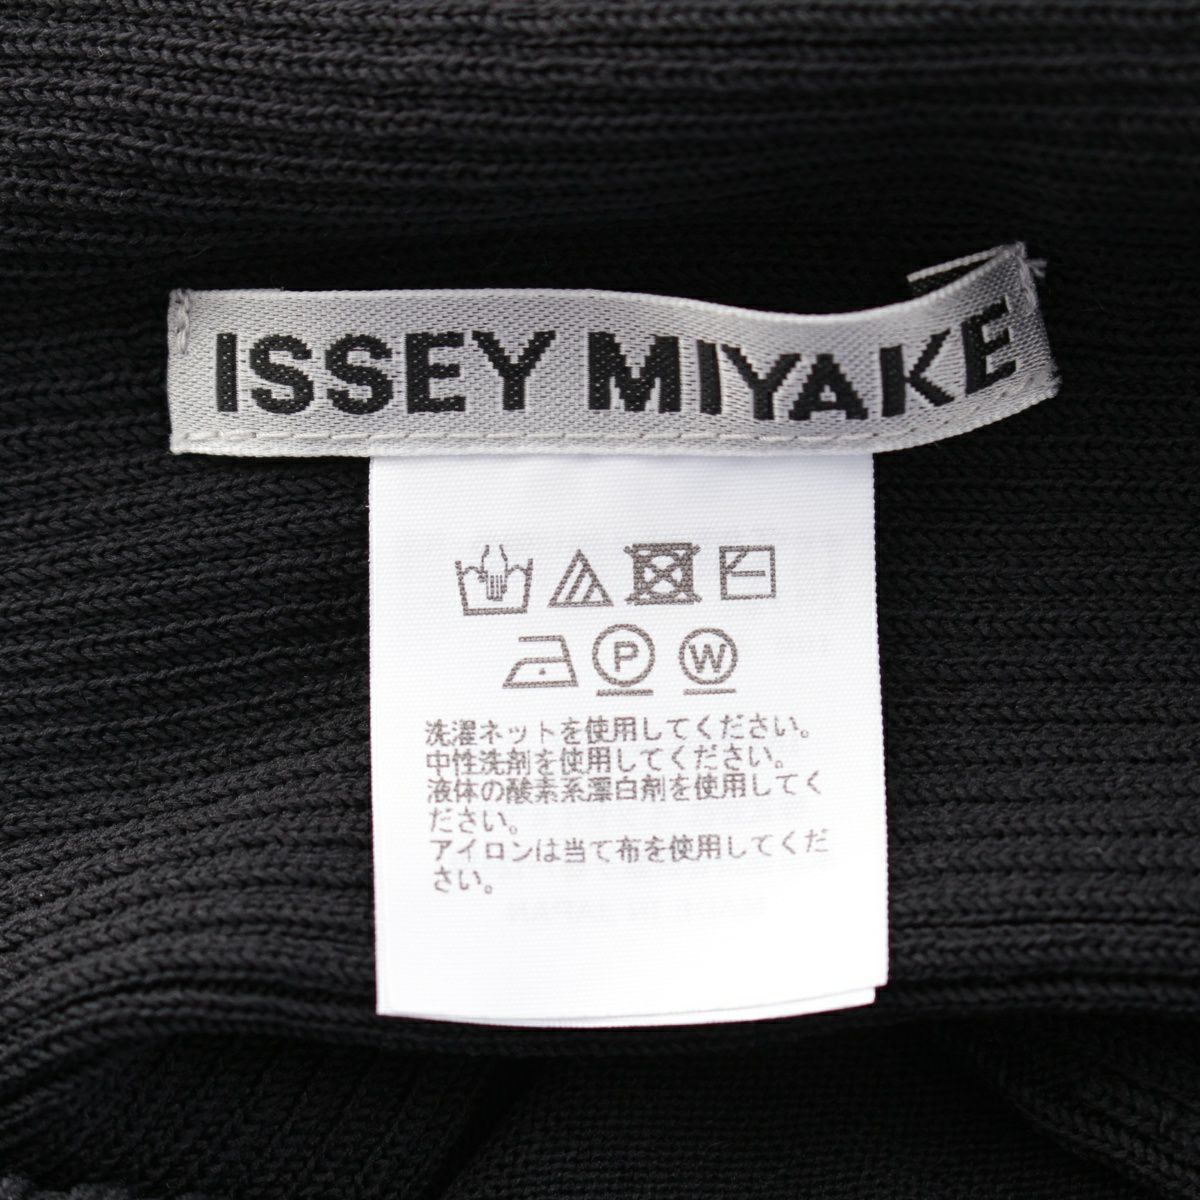 ISSEY MIYAKE
P W
洗濯ネットを使用してください。
中性洗剤を使用してください。
液体の酸素系漂白剤を使用してく
ださい。
アイロンは当て布を使用してくだ
さい。